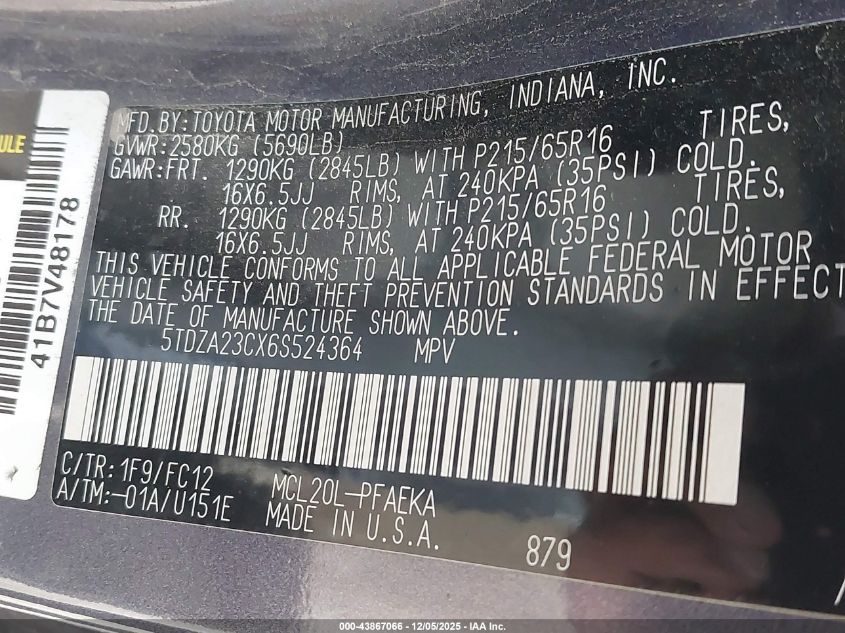 MFD.BY:TOYOTA MOTOR MANUFACTURING, INDIANA, INC.
GVWR:2580KG (5690LB)
GAWR:FRT. 1290KG (2845LB) WITH P215/65R16 TIRES,
16X6.5JJ RIMS, AT 240KPA (35PSI) COLD.
RR. 1290KG (2845LB) WITH P215/65R16 TIRES,
16X6.5JJ RIMS, AT 240KPA (35PSI) COLD.
THIS VEHICLE CONFORMS TO ALL APPLICABLE FEDERAL MOTOR
VEHICLE SAFETY AND THEFT PREVENTION STANDARDS IN EFFECT
THE DATE OF MANUFACTURE SHOWN ABOVE.
5TDZA23CX6S524364 MPV
C/TR: 1F9/FC12
A/TM:-01A/U151E
MCL20L-PFAEKA
MADE IN U.S.A.
879
41B7V48178
000-43867066 - 12/05/2025 - IAA Inc.